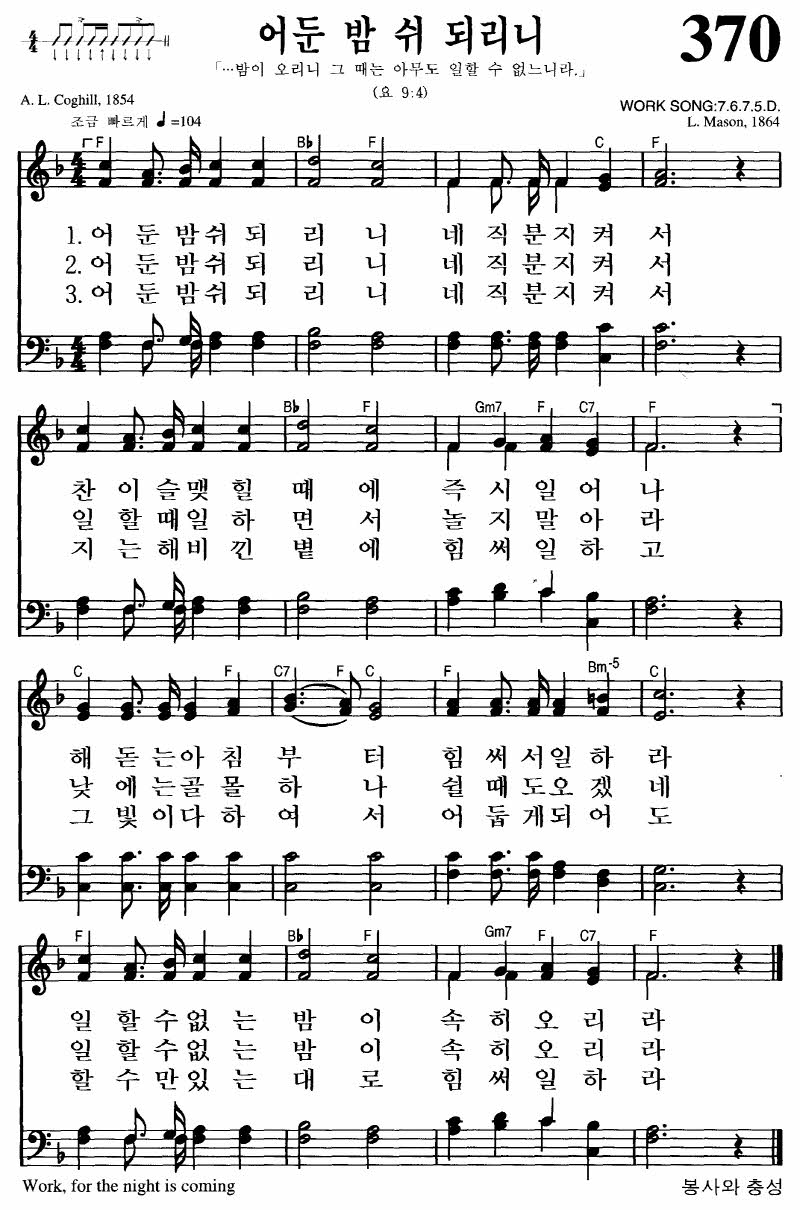 어둔 밤 쉬 되리니
370
「…밤이 오리니 그 때는 아무도 일할 수 없느니라.」
(요 9:4)
A. L. Coghill, 1854
WORK SONG:7.6.7.5.D.
조금 빠르게 ♩=104
L. Mason, 1864
F B♭ F C F
1. 어 둔 밤 쉬 되 리 니 네 직 분 지 켜 서
2. 어 둔 밤 쉬 되 리 니 네 직 분 지 켜 서
3. 어 둔 밤 쉬 되 리 니 네 직 분 지 켜 서
B♭ F Gm7 F C7 F
찬 이 슬 맺 힐 때 에 즉 시 일 어 나
일 할 때 일 하 면 서 놀 지 말 아 라
지 는 해 비 낀 볕 에 힘 써 일 하 고
C F C7 F C F Bm-5 C
해 돋 는 아 침 부 터 힘 써 서 일 하 라
낮 에 는 골 몰 하 나 쉴 때 도 오 겠 네
그 빛 이 다 하 여 서 어 둡 게 되 어 도
F B♭ F Gm7 F C7 F
일 할 수 없 는 밤 이 속 히 오 리 라
일 할 수 없 는 밤 이 속 히 오 리 라
할 수 만 있 는 대 로 힘 써 일 하 라
Work, for the night is coming
봉사와 충성